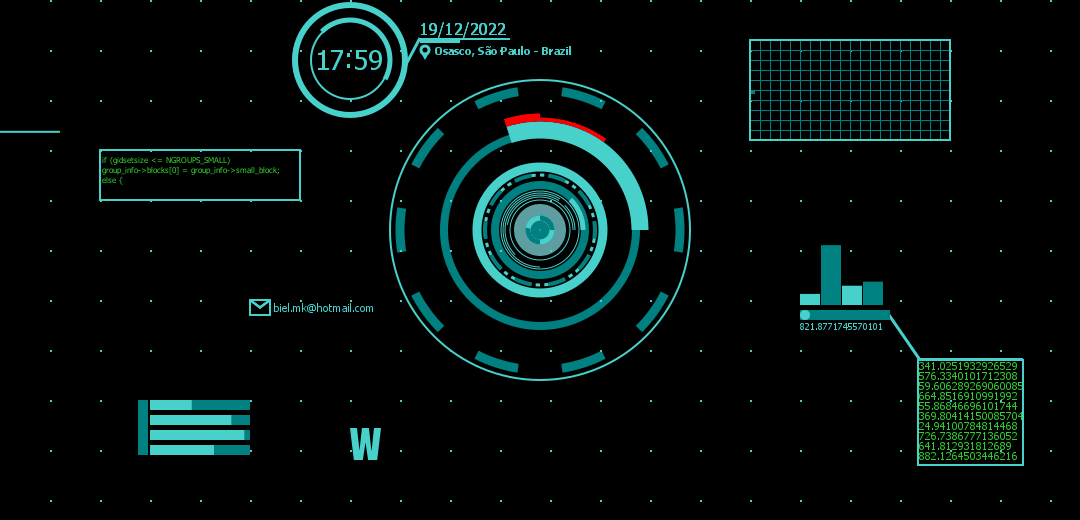 19/12/2022
17:59
Osasco, São Paulo - Brazil
if (gidsetsize <= NGROUPS_SMALL)
group_info->blocks[0] = group_info->small_block;
else {
biel.mk@hotmail.com
821.8771745570101
341.0251932926529
576.3340101712308
59.606289269060085
664.8516910991992
55.86846696101744
369.80414150085704
24.94100784814468
726.7386777136052
641.812931812689
882.1264503446216
W